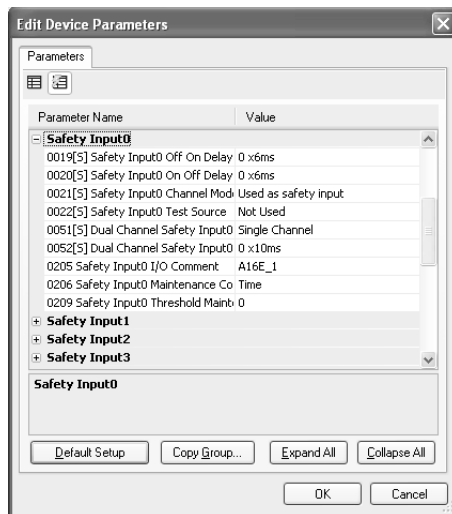 Edit Device Parameters
Parameters
Parameter Name Value
Safety Input0
0019[S] Safety Input0 Off On Delay 0 x6ms
0020[S] Safety Input0 On Off Delay 0 x6ms
0021[S] Safety Input0 Channel Mod Used as safety input
0022[S] Safety Input0 Test Source Not Used
0051[S] Dual Channel Safety Input0 Single Channel
0052[S] Dual Channel Safety Input0 0 x10ms
0205 Safety Input0 I/O Comment A16E_1
0206 Safety Input0 Maintenance Co Time
0209 Safety Input0 Threshold Maint 0
Safety Input1
Safety Input2
Safety Input3
Safety Input0
Default Setup Copy Group... Expand All Collapse All
OK Cancel